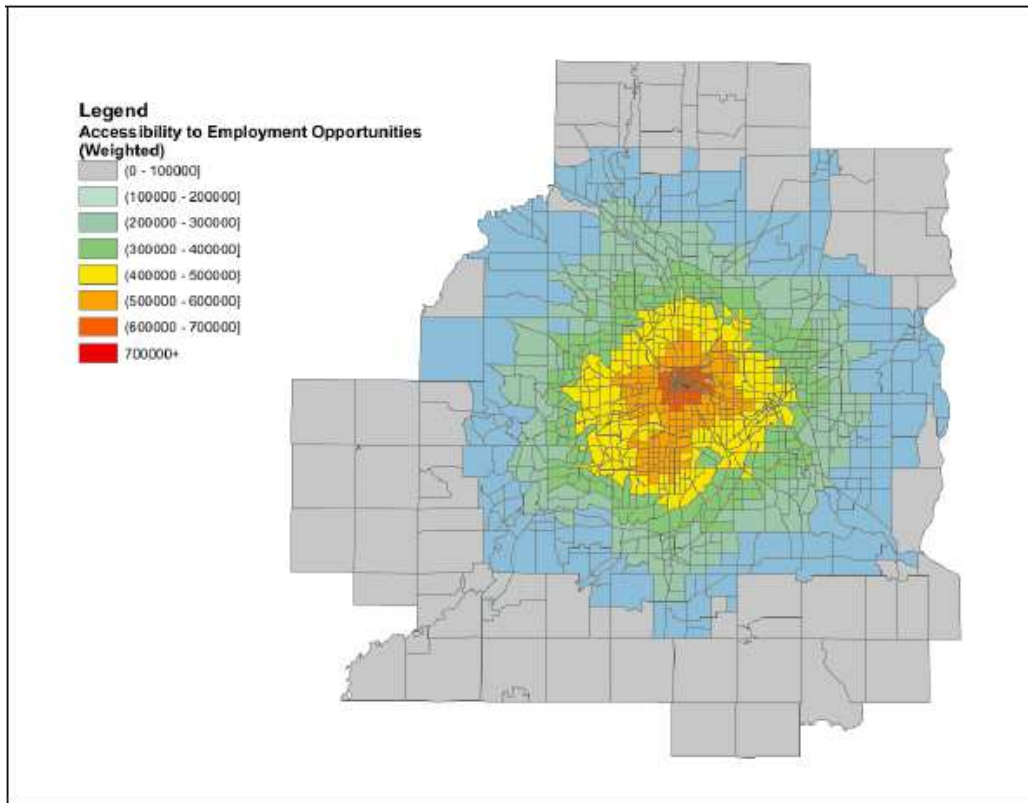 Legend
Accessibility to Employment Opportunities
(Weighted)
(0 - 100000]
(100000 - 200000]
(200000 - 300000]
(300000 - 400000]
(400000 - 500000]
(500000 - 600000]
(600000 - 700000]
700000+